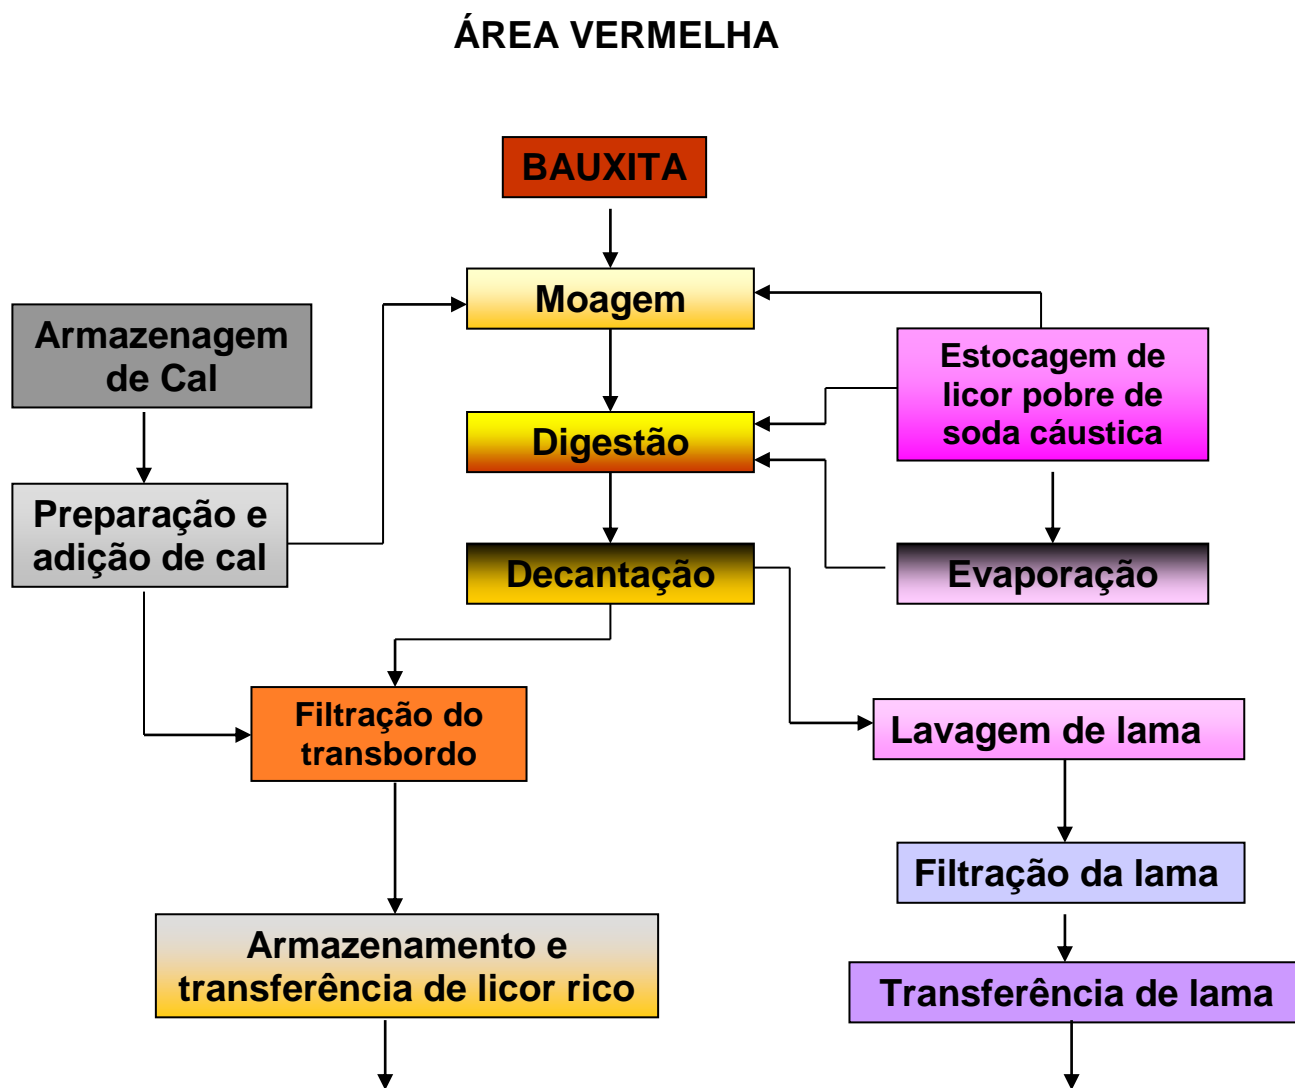 ÁREA VERMELHA
BAUXITA
Moagem
Armazenagem
de Cal
Estocagem de
licor pobre de
soda cáustica
Digestão
Preparação e
adição de cal
Decantação
Evaporação
Filtração do
transbordo
Lavagem de lama
Filtração da lama
Armazenamento e
transferência de licor rico
Transferência de lama